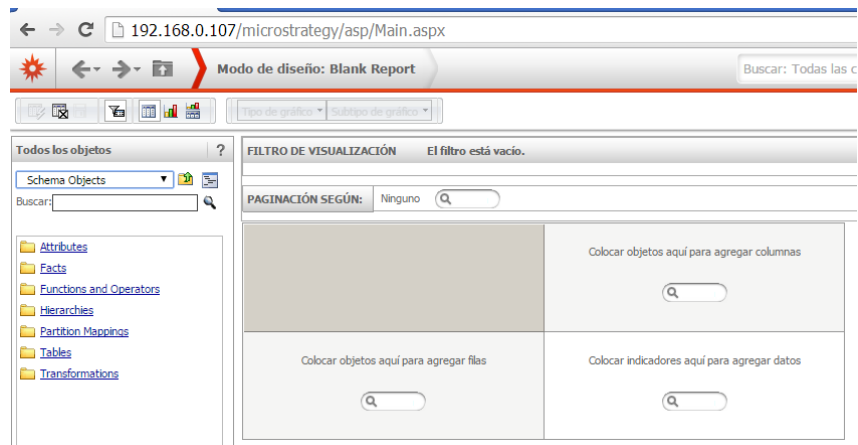 192.168.0.107/microstrategy/asp/Main.aspx
Modo de diseño: Blank Report
Buscar: Todas las c
Tipo de gráfico
Subtipo de gráfico
Todos los objetos
?
FILTRO DE VISUALIZACIÓN El filtro está vacío.
Schema Objects
Buscar:
PAGINACIÓN SEGÚN: Ninguno
Attributes
Facts
Functions and Operators
Hierarchies
Partition Mappings
Tables
Transformations
Colocar objetos aquí para agregar columnas
Colocar objetos aquí para agregar filas
Colocar indicadores aquí para agregar datos